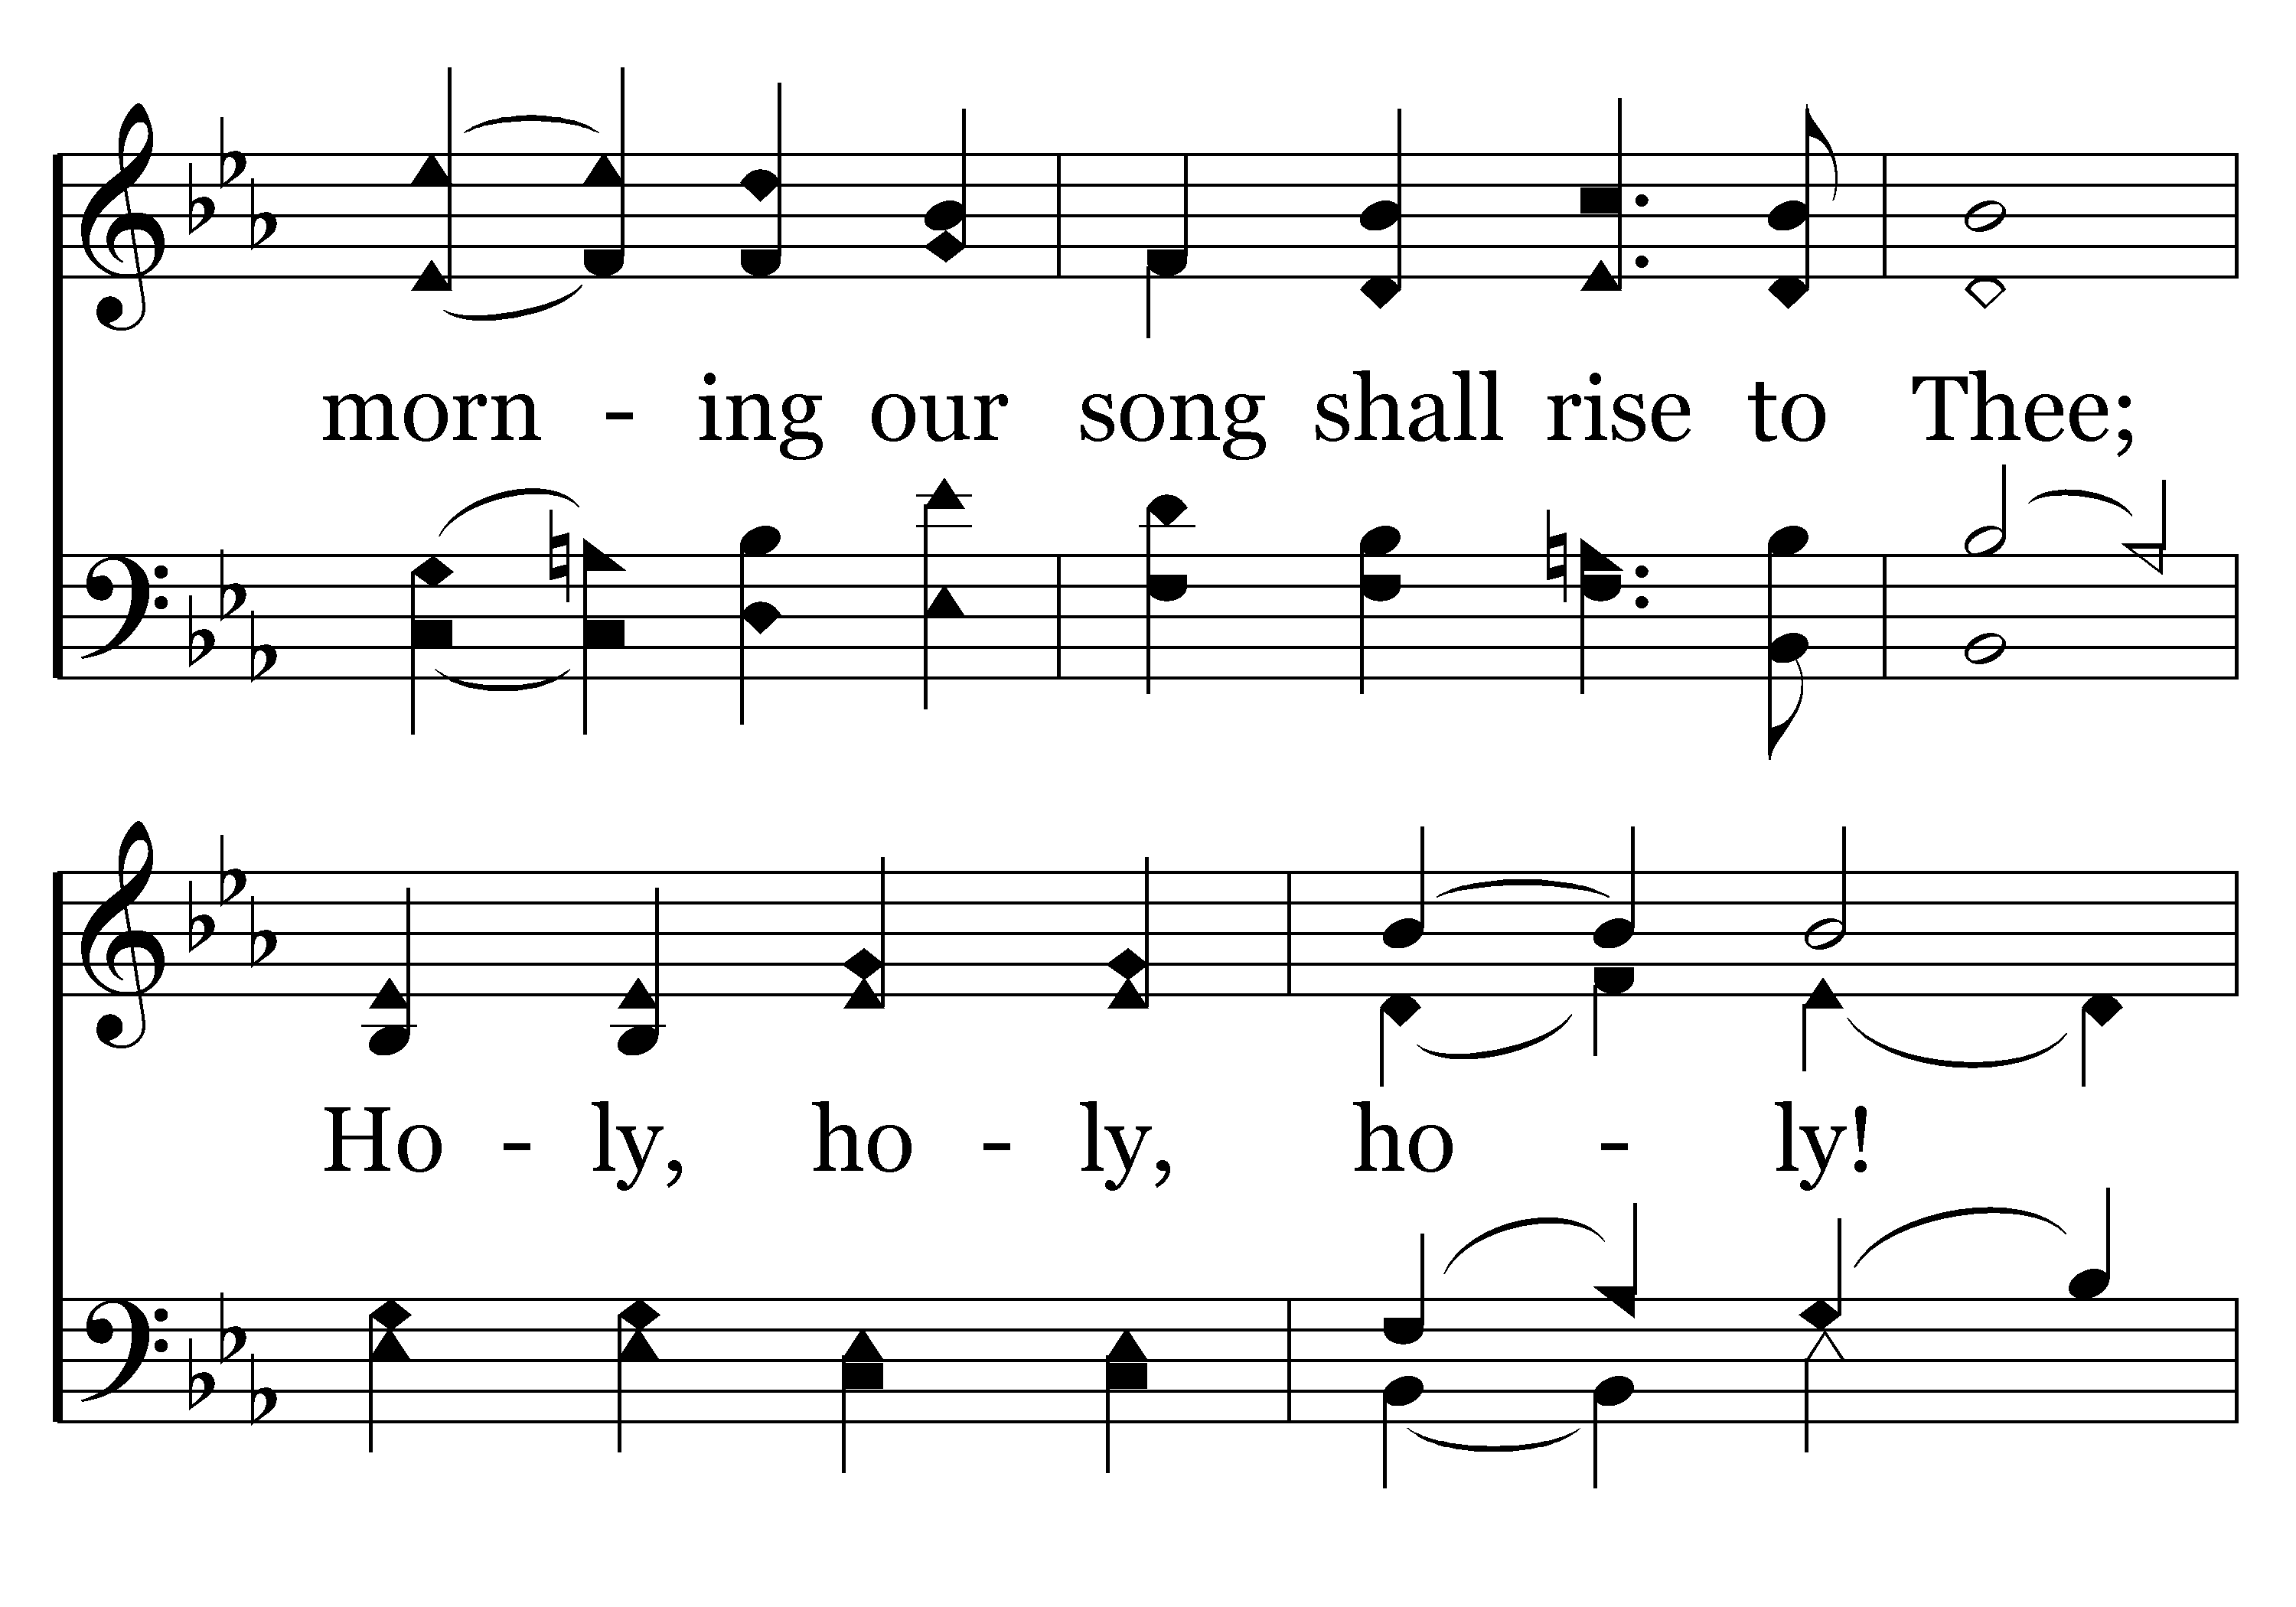 morn - ing our song shall rise to Thee;
Ho - ly, ho - ly, ho - ly!